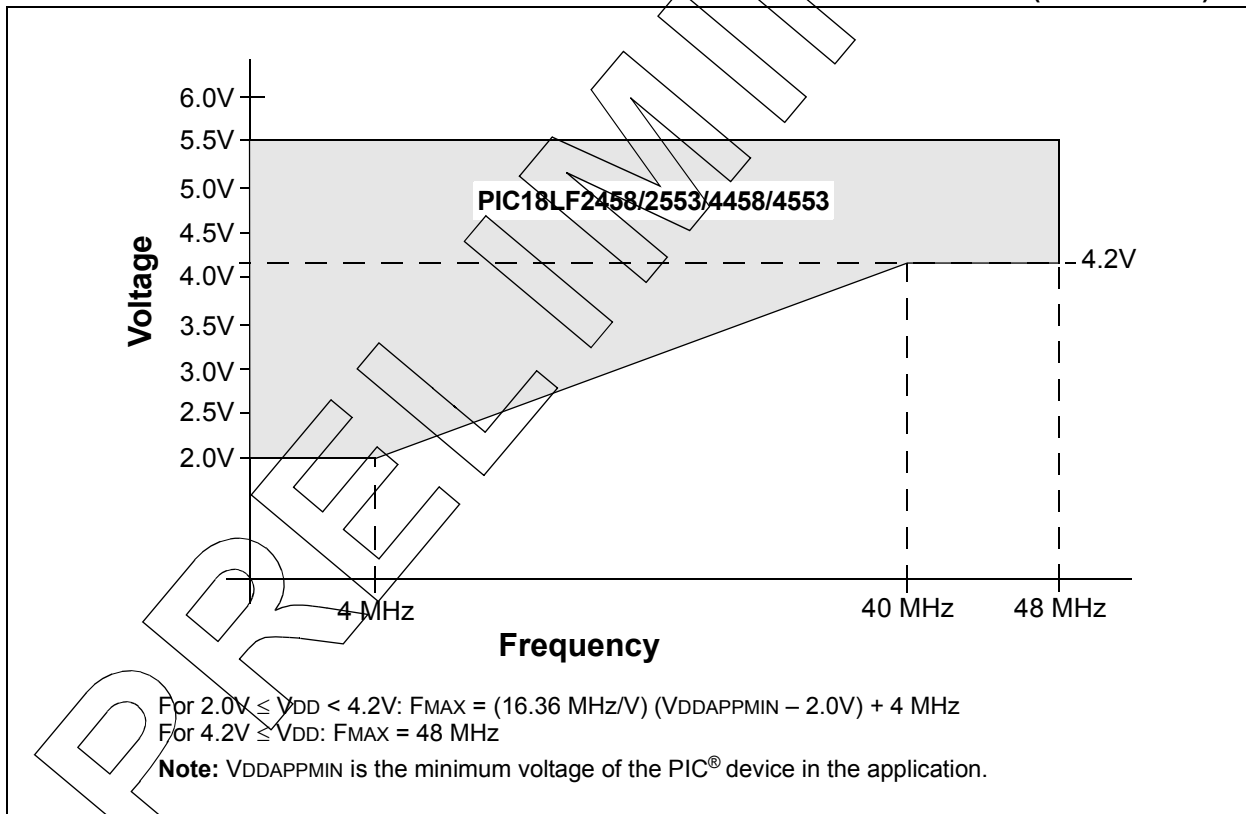 6.0V
5.5V
5.0V
4.5V
4.0V
3.5V
3.0V
2.5V
2.0V
Voltage
PIC18LF2458/2553/4458/4553
4.2V
4 MHz
40 MHz
48 MHz
Frequency
For 2.0V ≤ VDD < 4.2V: FMAX = (16.36 MHz/V) (VDDAPPMIN – 2.0V) + 4 MHz
For 4.2V ≤ VDD: FMAX = 48 MHz
Note: VDDAPPMIN is the minimum voltage of the PIC® device in the application.